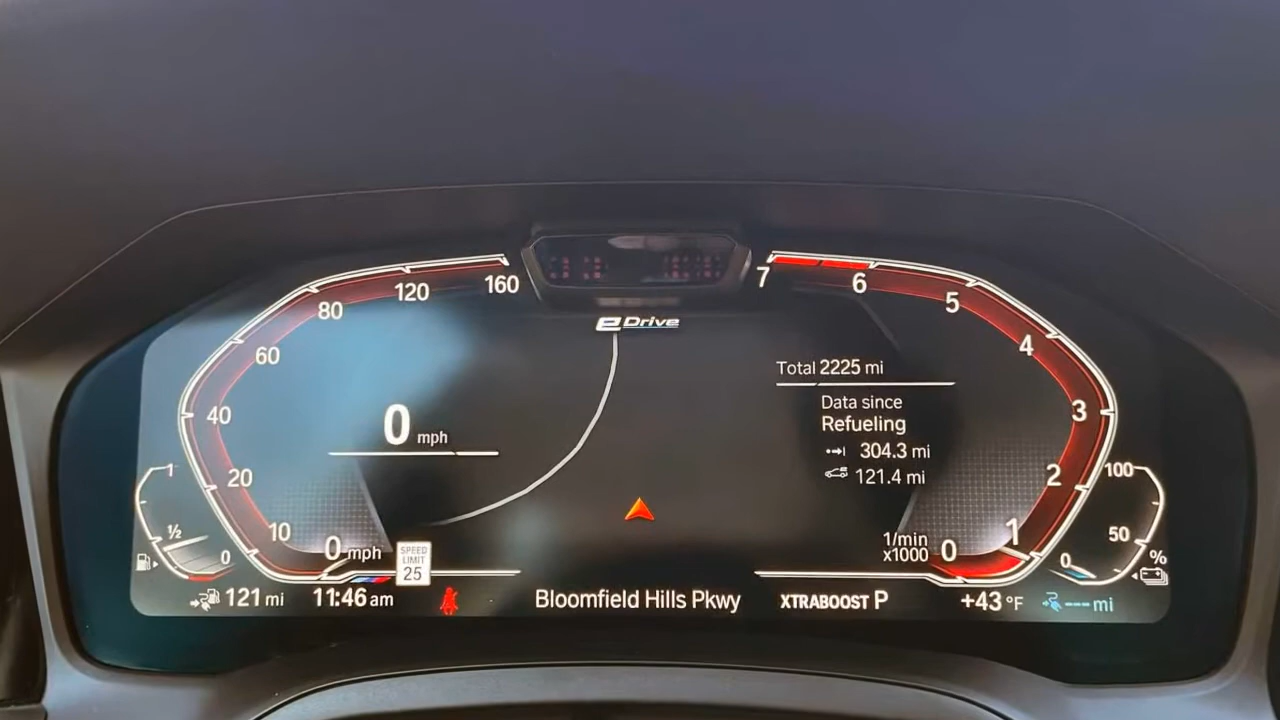 160
120
80
60
40
20
10
0 mph
7
6
5
4
3
2
1
0
1/min
x1000
eDrive
0 mph
Total 2225 mi
Data since
Refueling
304.3 mi
121.4 mi
1
½
0
100
50
0
%
SPEED
LIMIT
25
121 mi
11:46 am
Bloomfield Hills Pkwy
XTRABOOST P
+43 °F
--- mi